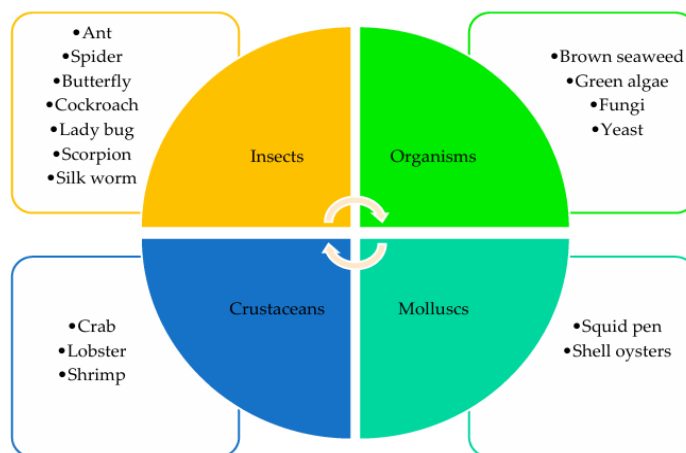 •Ant
•Spider
•Butterfly
•Cockroach
•Lady bug
•Scorpion
•Silk worm
Insects
Organisms
•Brown seaweed
•Green algae
•Fungi
•Yeast
•Crab
•Lobster
•Shrimp
Crustaceans
Molluscs
•Squid pen
•Shell oysters